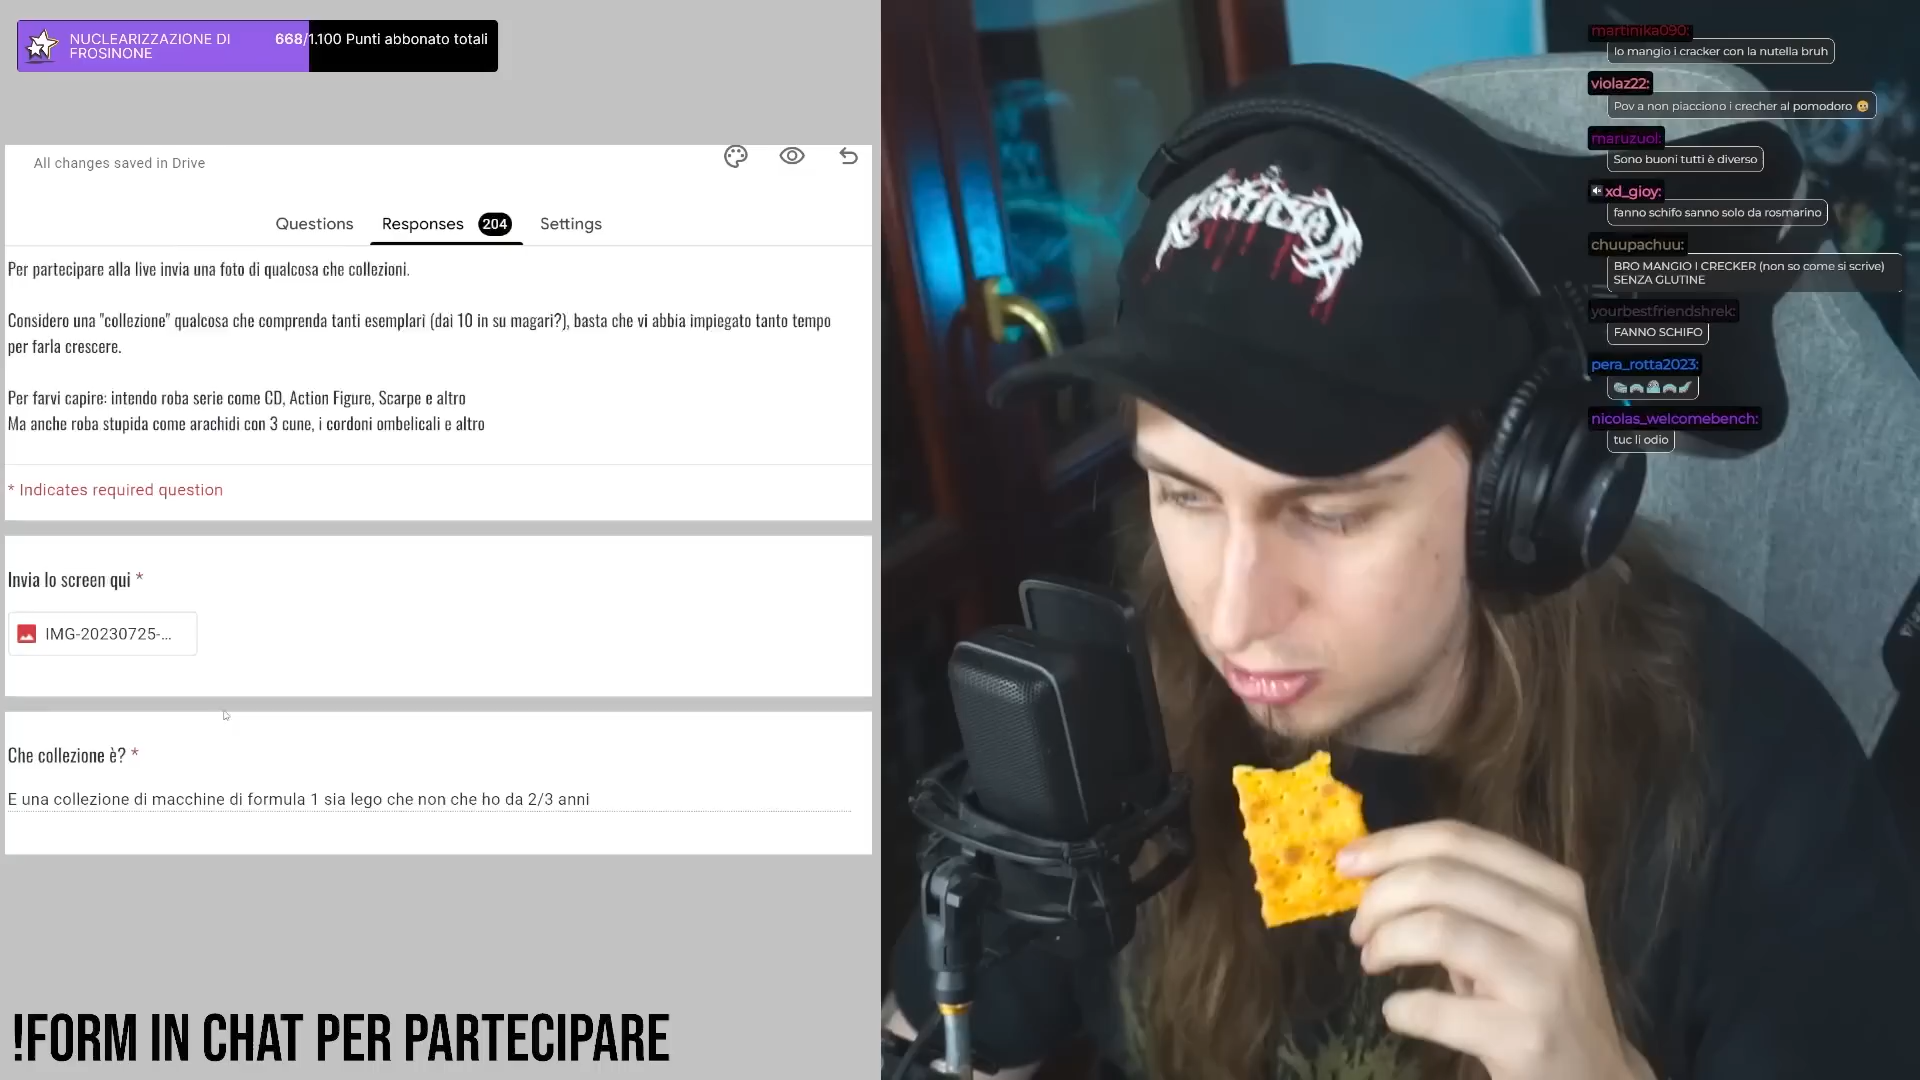 NUCLEARIZZAZIONE DI
FROSINONE
668/1.100 Punti abbonato totali
All changes saved in Drive
Questions
Responses
204
Settings
Per partecipare alla live invia una foto di qualcosa che collezioni.
Considero una "collezione" qualcosa che comprenda tanti esemplari (dai 10 in su magari?), basta che vi abbia impiegato tanto tempo
per farla crescere.
Per farvi capire: intendo roba serie come CD, Action Figure, Scarpe e altro
Ma anche roba stupida come arachidi con 3 cune, i cordoni ombelicali e altro
* Indicates required question
Invia lo screen qui *
IMG-20230725-...
Che collezione è? *
E una collezione di macchine di formula 1 sia lego che non che ho da 2/3 anni
!FORM IN CHAT PER PARTECIPARE
martinika090:
Io mangio i cracker con la nutella bruh
violaz22:
Pov a non piacciono i crecher al pomodoro
maruzuol:
Sono buoni tutti è diverso
xd_gioy:
fanno schifo sanno solo da rosmarino
chuupachuu:
BRO MANGIO I CRECKER (non so come si scrive)
SENZA GLUTINE
yourbestfriendshrek:
FANNO SCHIFO
pera_rotta2023:
nicolas_welcomebench:
tuc li odio